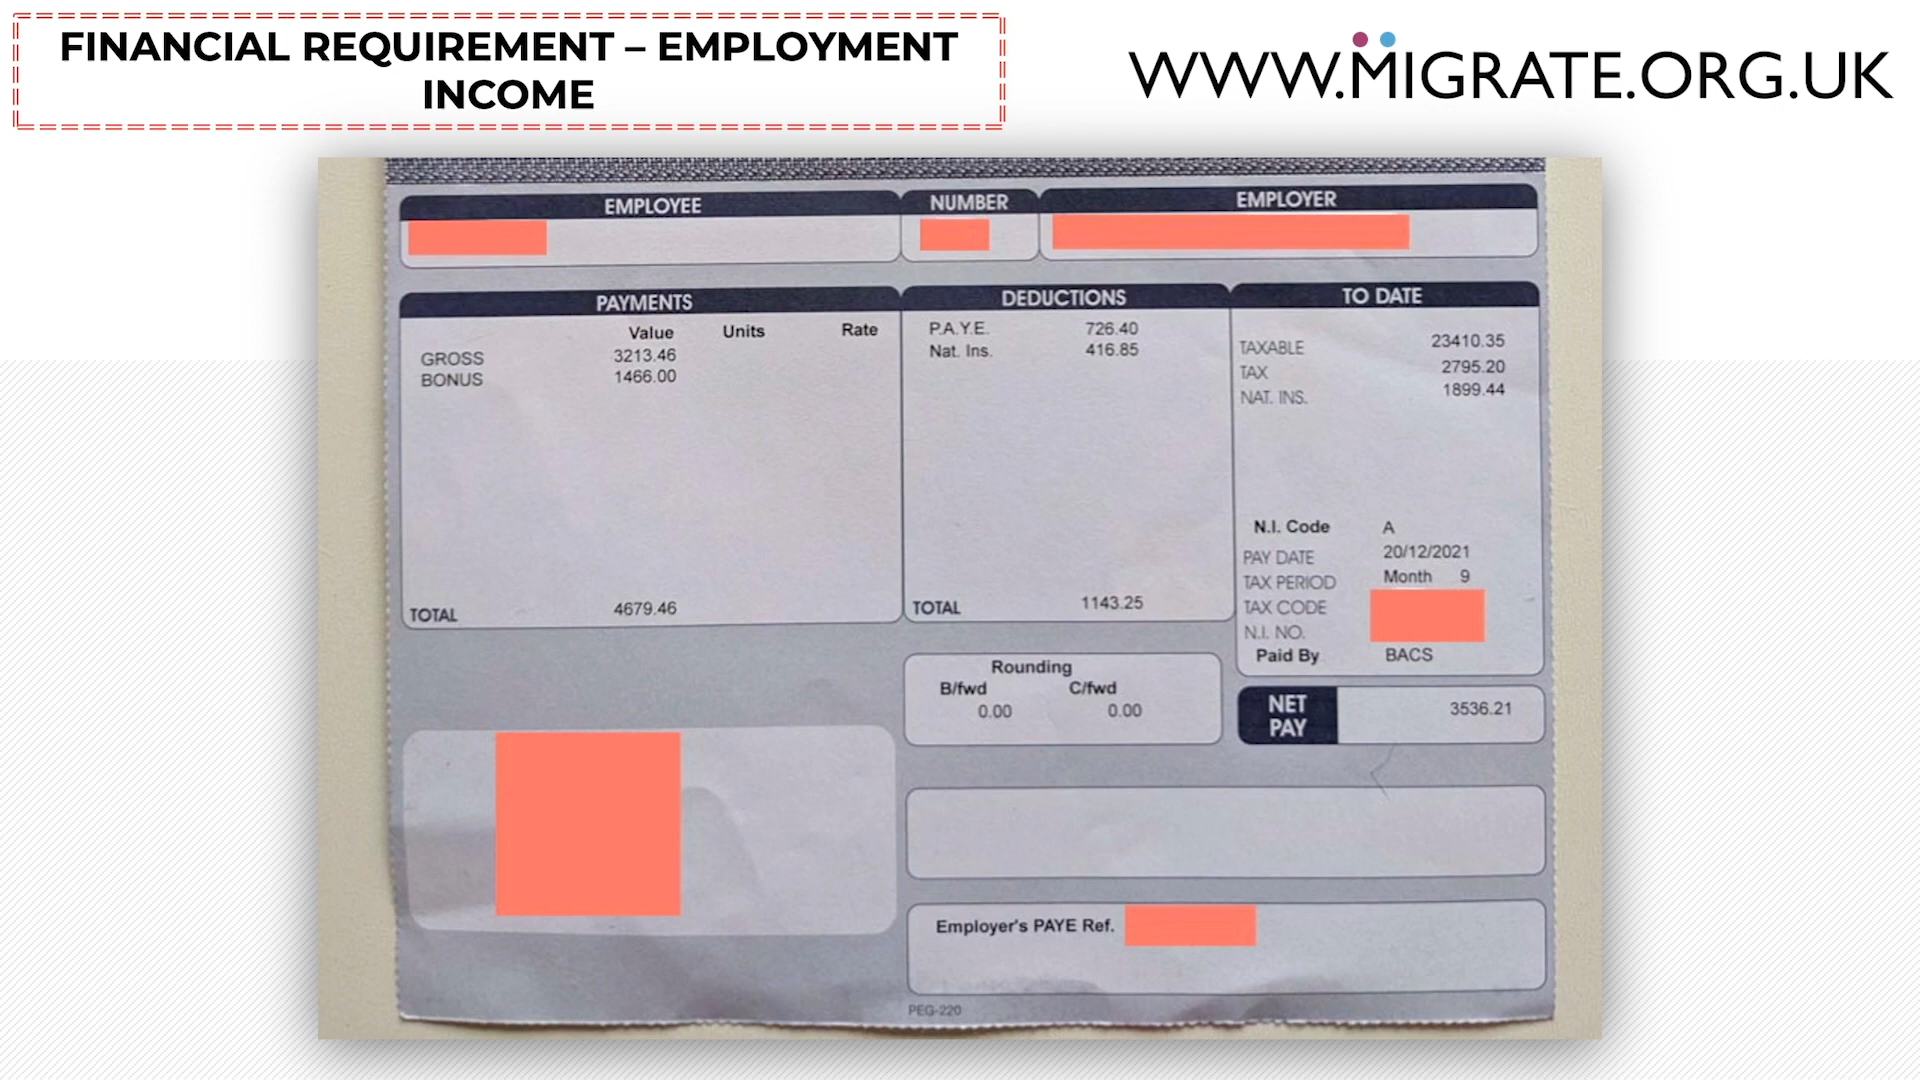 FINANCIAL REQUIREMENT – EMPLOYMENT
INCOME
WWW.MIGRATE.ORG.UK
EMPLOYEE NUMBER EMPLOYER
PAYMENTS DEDUCTIONS TO DATE
Value Units Rate
GROSS 3213.46
BONUS 1466.00
TOTAL 4679.46
P.A.Y.E. 726.40
Nat. Ins. 416.85
TOTAL 1143.25
TAXABLE 23410.35
TAX 2795.20
NAT. INS. 1899.44
N.I. Code A
PAY DATE 20/12/2021
TAX PERIOD Month 9
TAX CODE
N.I. NO.
Paid By BACS
Rounding
B/fwd C/fwd
0.00 0.00
NET
PAY 3536.21
Employer's PAYE Ref.
PEG-220